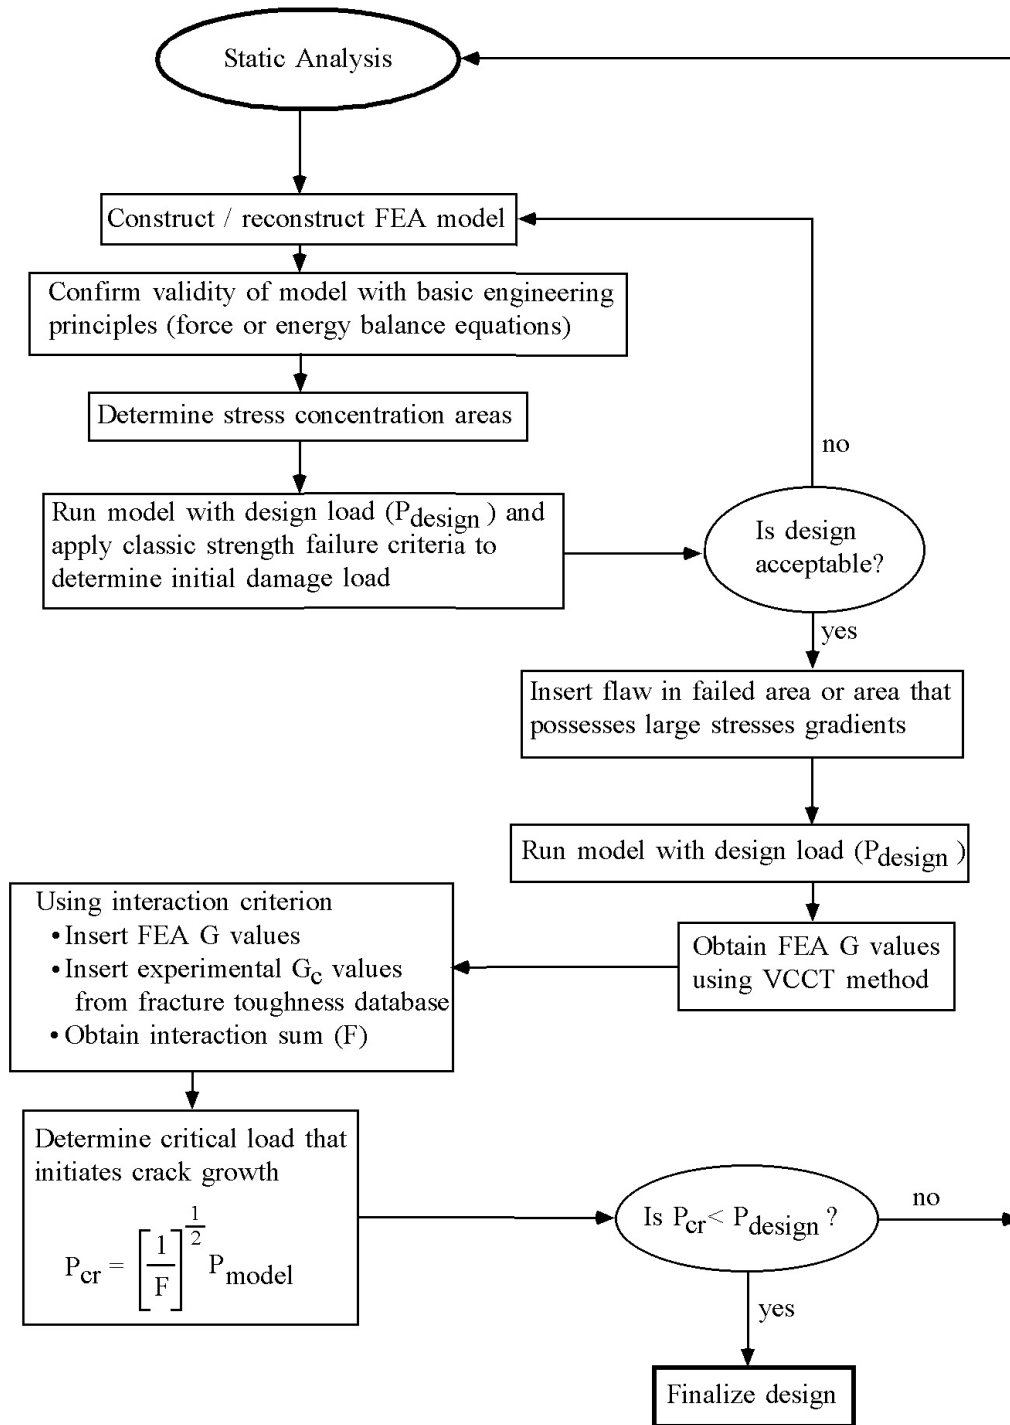 Static Analysis
Construct / reconstruct FEA model
Confirm validity of model with basic engineering
principles (force or energy balance equations)
Determine stress concentration areas
no
Run model with design load (Pdesign ) and
apply classic strength failure criteria to
determine initial damage load
Is design
acceptable?
yes
Insert flaw in failed area or area that
possesses large stresses gradients
Run model with design load (Pdesign )
Using interaction criterion
•Insert FEA G values
•Insert experimental Gc values
from fracture toughness database
•Obtain interaction sum (F)
Obtain FEA G values
using VCCT method
Determine critical load that
initiates crack growth
Pcr = [1/F]^1/2 Pmodel
Is Pcr< Pdesign ?
no
yes
Finalize design